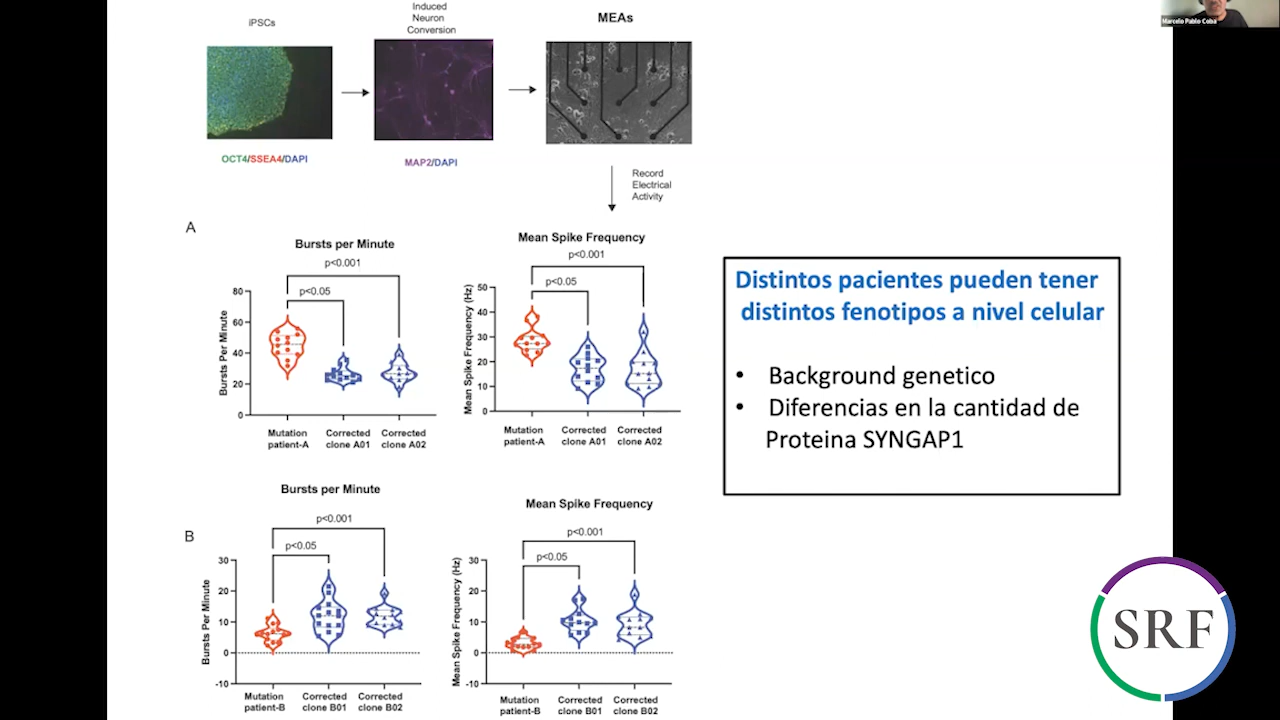 iPSCs
Induced
Neuron
Conversion
MEAs
Marcelo Pablo Coba
OCT4/SSEA4/DAPI
MAP2/DAPI
Record
Electrical
Activity
A
Bursts per Minute
p<0.001
p<0.05
Bursts Per Minute
80
60
40
20
0
Mutation
patient-A
Corrected
clone A01
Corrected
clone A02
Mean Spike Frequency
p<0.001
p<0.05
Mean Spike Frequency (Hz)
50
40
30
20
10
0
Mutation
patient-A
Corrected
clone A01
Corrected
clone A02
Distintos pacientes pueden tener
distintos fenotipos a nivel celular
• Background genetico
• Diferencias en la cantidad de
Proteina SYNGAP1
B
Bursts per Minute
p<0.001
p<0.05
Bursts Per Minute
30
20
10
0
-10
Mutation
patient-B
Corrected
clone B01
Corrected
clone B02
Mean Spike Frequency
p<0.001
p<0.05
Mean Spike Frequency (Hz)
30
20
10
0
-10
Mutation
patient-B
Corrected
clone B01
Corrected
clone B02
SRF